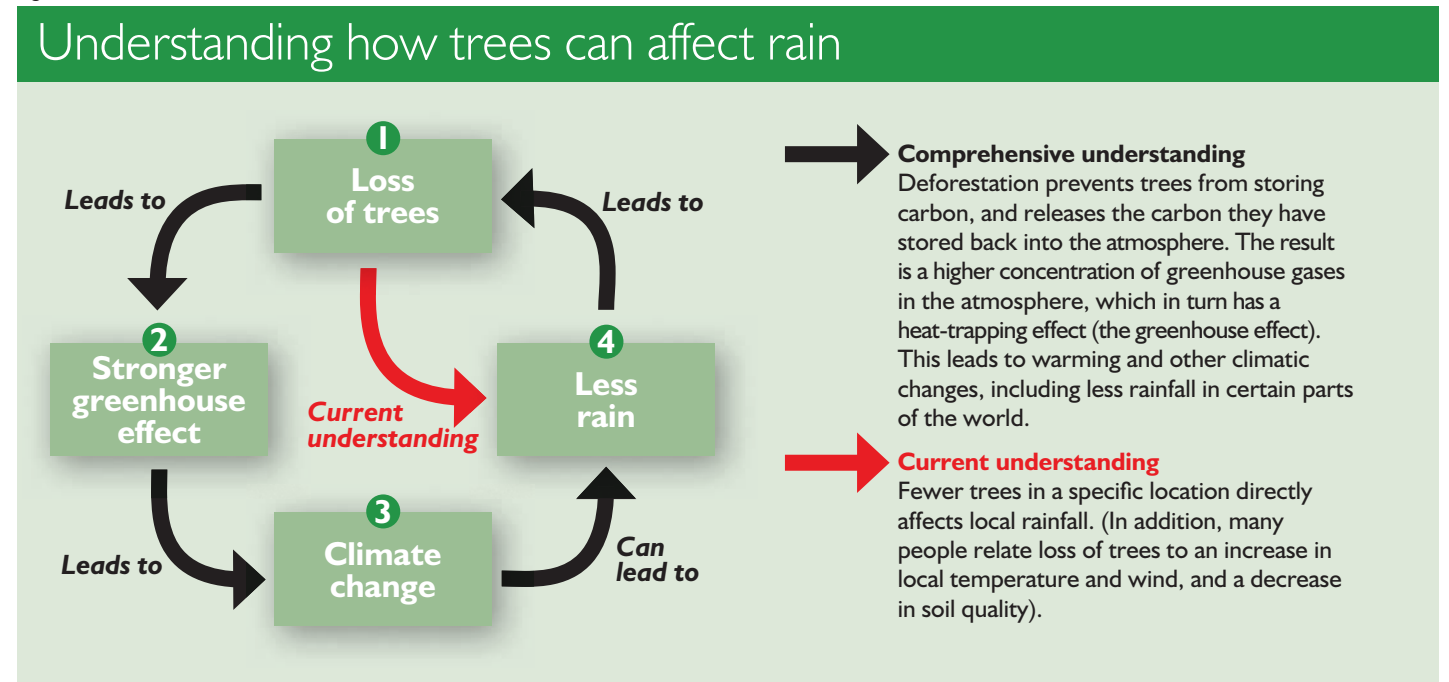 Understanding how trees can affect rain
1
Loss
of trees
Leads to
Leads to
2
Stronger
greenhouse
effect
4
Less
rain
Current
understanding
3
Climate
change
Leads to
Can
lead to
Comprehensive understanding
Deforestation prevents trees from storing
carbon, and releases the carbon they have
stored back into the atmosphere. The result
is a higher concentration of greenhouse gases
in the atmosphere, which in turn has a
heat-trapping effect (the greenhouse effect).
This leads to warming and other climatic
changes, including less rainfall in certain parts
of the world.
Current understanding
Fewer trees in a specific location directly
affects local rainfall. (In addition, many
people relate loss of trees to an increase in
local temperature and wind, and a decrease
in soil quality).